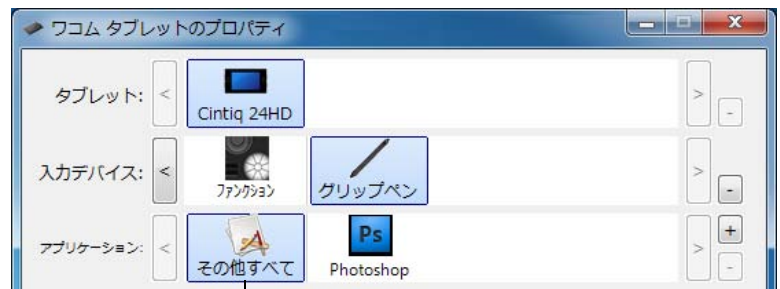 ワコム タブレットのプロパティ
タブレット: < Cintiq 24HD > -
入力デバイス: < ファンクション グリップペン > -
アプリケーション: < その他すべて Ps Photoshop > + -